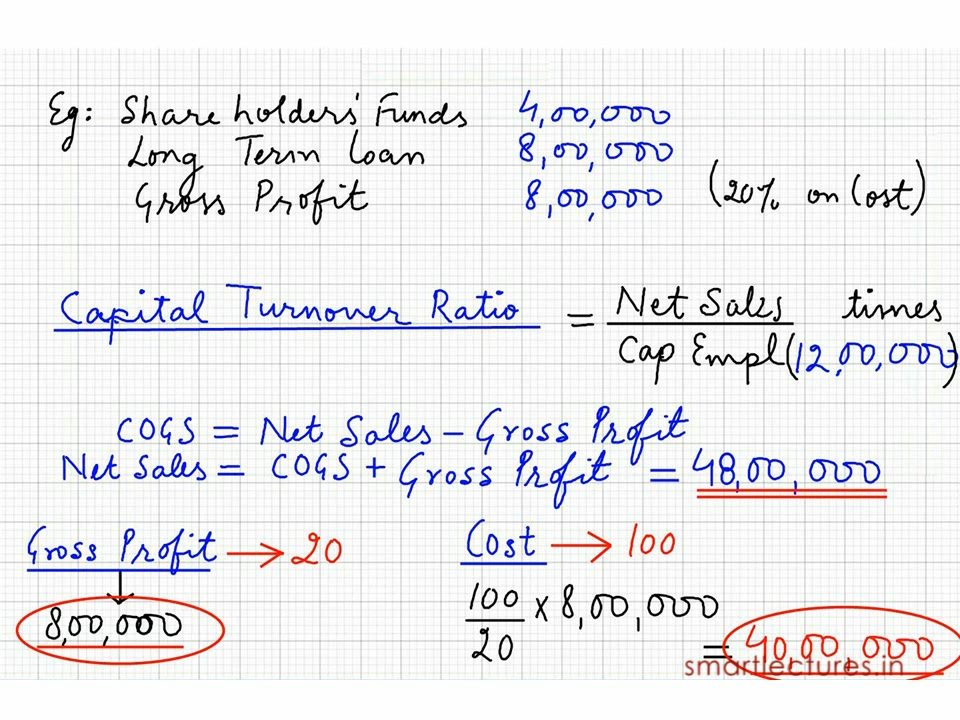 Eg: Shareholders' Funds 4,00,000
Long Term loan 8,00,000
Gross Profit 8,00,000 (20% on Cost)
Capital Turnover Ratio = Net Sales times
Cap Empl (12,00,000)
COGS = Net Sales - Gross Profit
Net Sales = COGS + Gross Profit = 48,00,000
Gross Profit → 20 Cost → 100
8,00,000
100/20 × 8,00,000
= 40,00,000
smartlectures.in